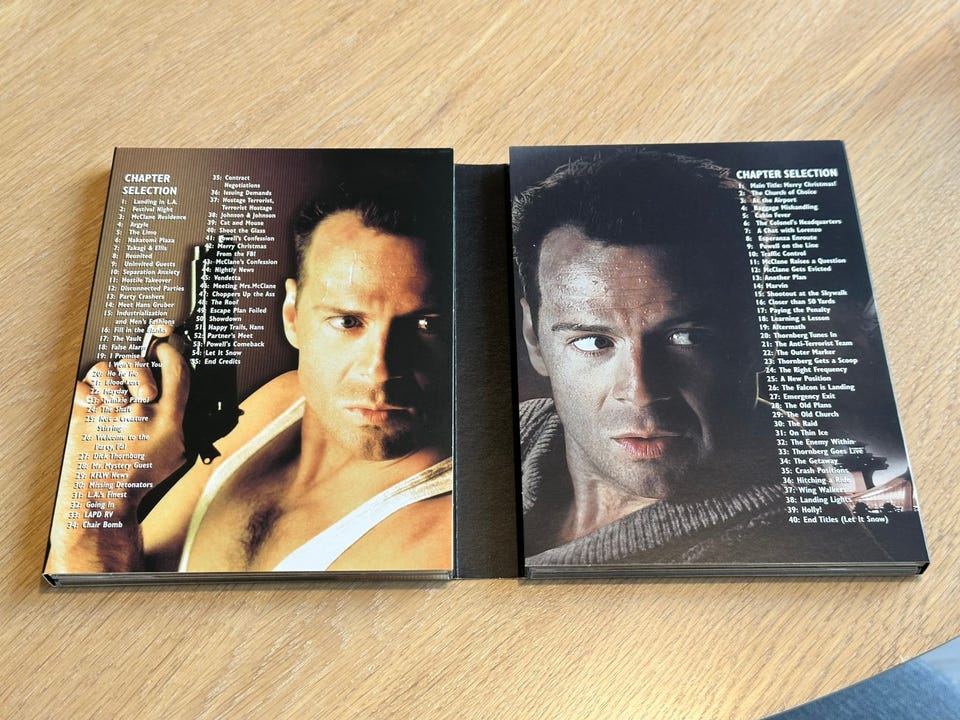 CHAPTER
SELECTION
1: Landing in L.A.
2: Festival Night
3: McClane Residence
4: Argyle
5: The Limo
6: Nakatomi Plaza
7: Takagi & Ellis
8: Reunited
9: Uninvited Guests
10: Separation Anxiety
11: Hostile Takeover
12: Disconnected Parties
13: Party Crashers
14: Meet Hans Gruber
15: Industrialization
and Men's Fashions
16: Fill in the Blanks
17: The Vault
18: False Alarm
19: I Promise
I Won't Hurt You
20: Ho Ho Ho
21: Blood Lust
22: Mayday
23: Twinkie Patrol
24: The Shaft
25: Not a Creature
Stirring
26: Welcome to the
Party, Pal
27: Dick Thornburg
28: Mr. Mystery Guest
29: KFLW News
30: Missing Detonators
31: L.A.'s Finest
32: Going In
33: LAPD RV
34: Chair Bomb
35: Contract
Negotiations
36: Issuing Demands
37: Hostage Terrorist,
Terrorist Hostage
38: Johnson & Johnson
39: Cat and Mouse
40: Shoot the Glass
41: Powell's Confession
42: Merry Christmas
From the FBI
43: McClane's Confession
44: Nightly News
45: Vendetta
46: Meeting Mrs.McClane
47: Choppers Up the Ass
48: The Roof
49: Escape Plan Foiled
50: Showdown
51: Happy Trails, Hans
52: Partner's Meet
53: Powell's Comeback
54: Let It Snow
55: End Credits
CHAPTER SELECTION
1: Main Title: Merry Christmas!
2: The Church of Choice
3: At the Airport
4: Baggage Mishandling
5: Cabin Fever
6: The Colonel's Headquarters
7: A Chat with Lorenzo
8: Esperanza Enroute
9: Powell on the Line
10: Traffic Control
11: McClane Raises a Question
12: McClane Gets Evicted
13: Another Plan
14: Marvin
15: Shootout at the Skywalk
16: Closer than 50 Yards
17: Paying the Penalty
18: Learning a Lesson
19: Aftermath
20: Thornberg Tunes In
21: The Anti-Terrorist Team
22: The Outer Marker
23: Thornberg Gets a Scoop
24: The Right Frequency
25: A New Position
26: The Falcon is Landing
27: Emergency Exit
28: The Old Plans
29: The Old Church
30: The Raid
31: On Thin Ice
32: The Enemy Within
33: Thornberg Goes Live
34: The Getaway
35: Crash Positions
36: Hitching a Ride
37: Wing Walkers
38: Landing Lights
39: Holly!
40: End Titles (Let It Snow)